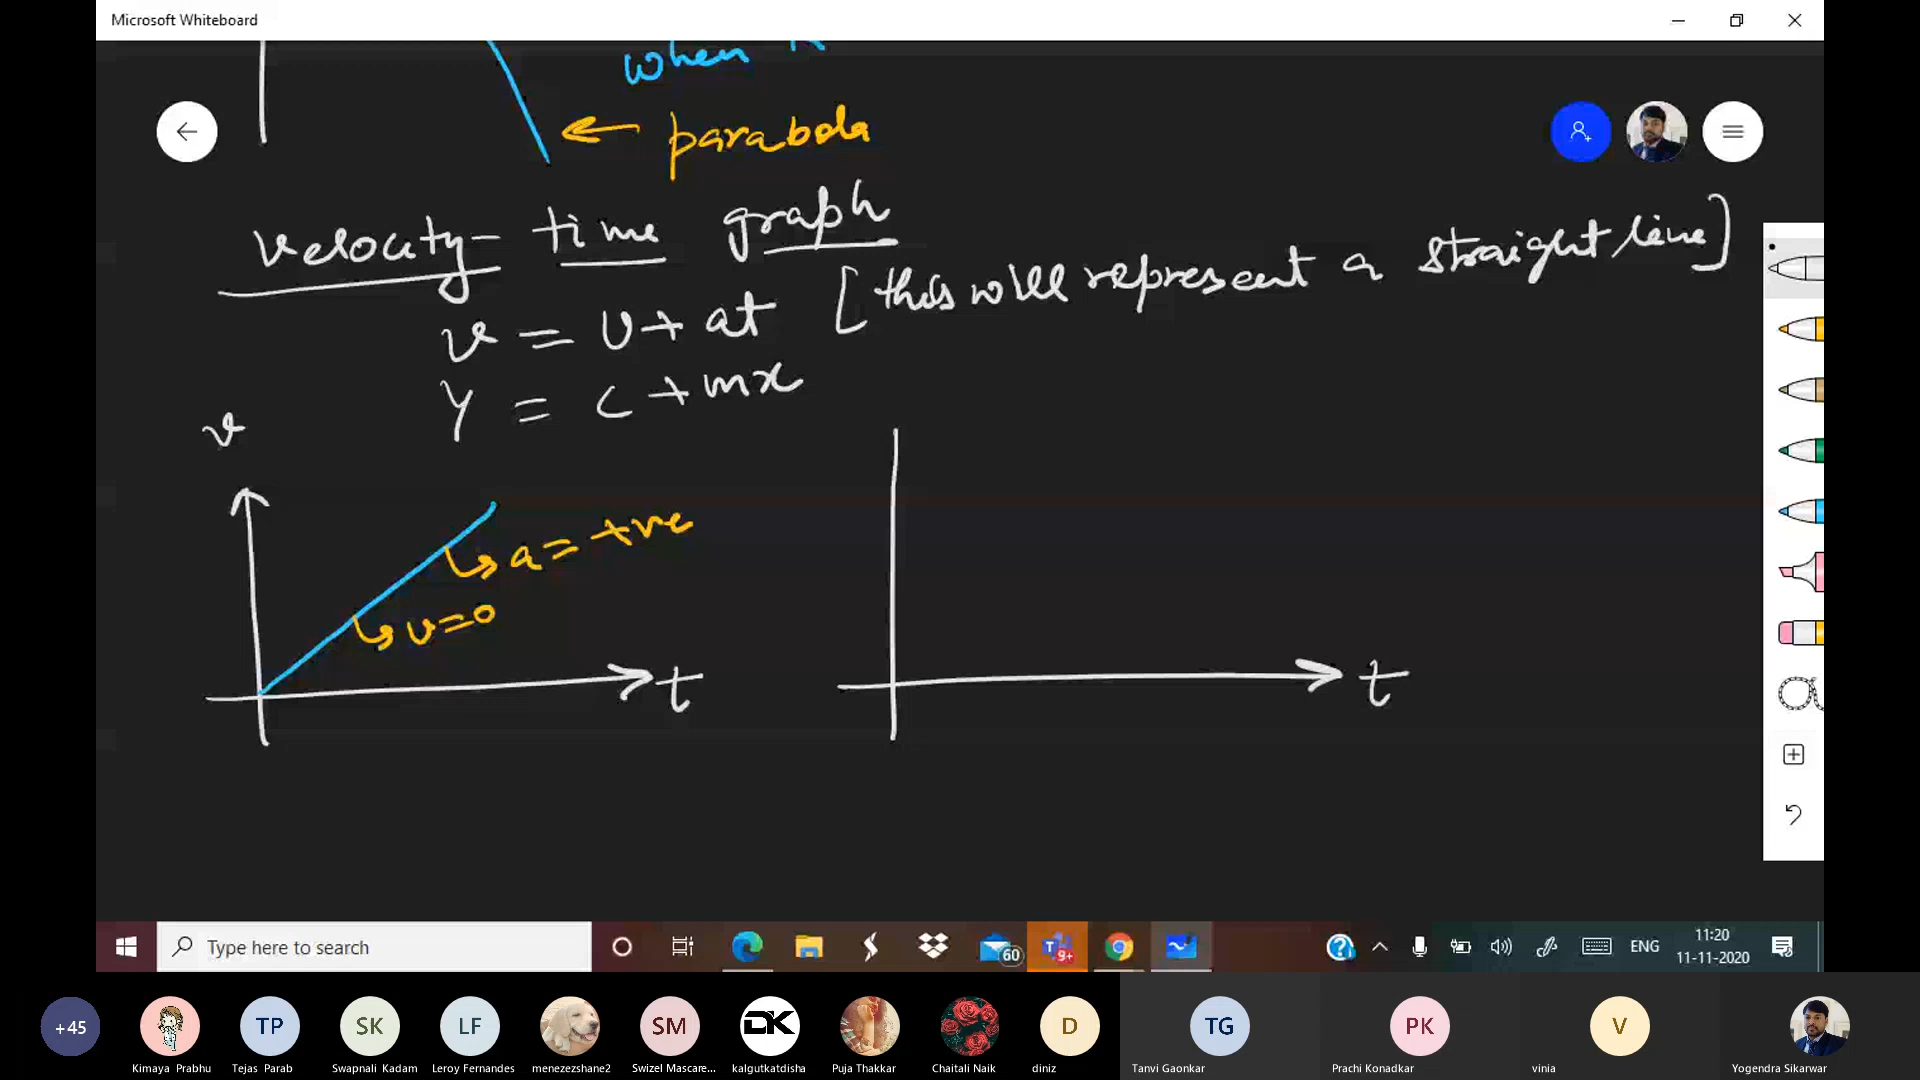 Microsoft Whiteboard
when
parabola
velocity - time graph
v = u + at [this will represent a straight line]
Y = c + mx
v
a = +ve
u = 0
t
t
Type here to search
60
9+
ENG
11:20
11-11-2020
+45
TP
SK
LF
SM
DK
D
TG
PK
V
Kimaya Prabhu
Tejas Parab
Swapnali Kadam
Leroy Fernandes
menezezshane2
Swizel Mascare...
kalgutkatdisha
Puja Thakkar
Chaitali Naik
diniz
Tanvi Gaonkar
Prachi Konadkar
vinia
Yogendra Sikarwar